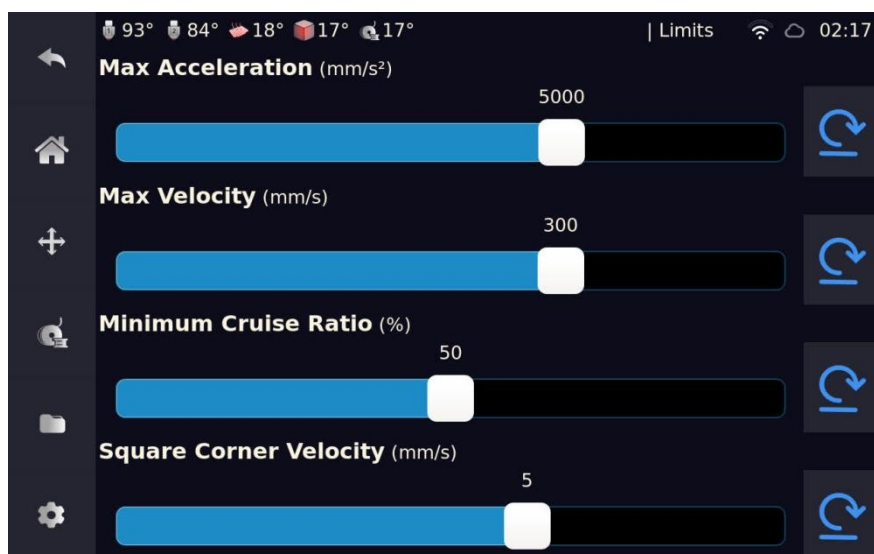 93° 84° 18° 17° 17° | Limits 02:17
Max Acceleration (mm/s²)
5000
Max Velocity (mm/s)
300
Minimum Cruise Ratio (%)
50
Square Corner Velocity (mm/s)
5